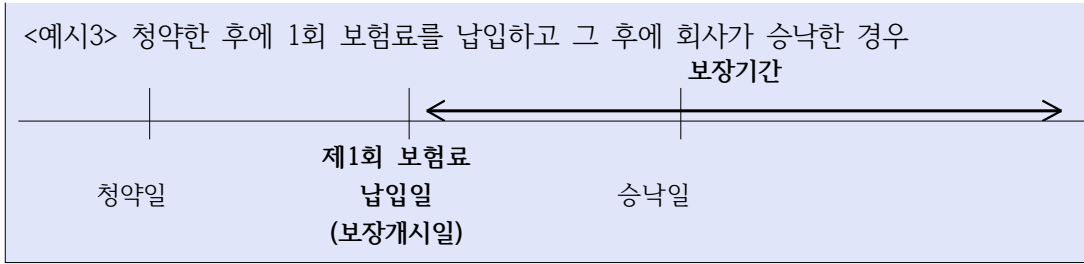 <예시3> 청약한 후에 1회 보험료를 납입하고 그 후에 회사가 승낙한 경우
보장기간
제1회 보험료
청약일 납입일 승낙일
(보장개시일)